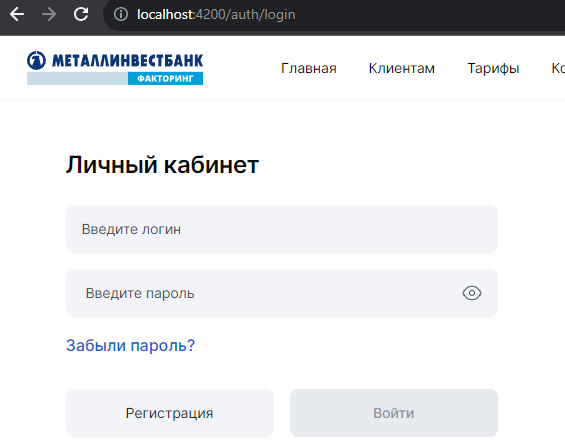 localhost:4200/auth/login
МЕТАЛЛИНВЕСТБАНК
ФАКТОРИНГ
Главная Клиентам Тарифы Ко
Личный кабинет
Введите логин
Введите пароль
Забыли пароль?
Регистрация Войти